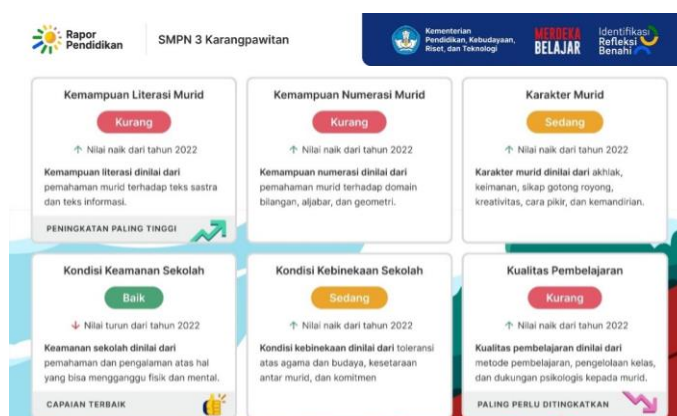 Rapor
Pendidikan
SMPN 3 Karangpawitan
Kementerian
Pendidikan, Kebudayaan,
Riset, dan Teknologi
MERDEKA
BELAJAR
Identifikasi
Refleksi
Benahi
Kemampuan Literasi Murid
Kurang
↑ Nilai naik dari tahun 2022
Kemampuan literasi dinilai dari
pemahaman murid terhadap teks sastra
dan teks informasi.
PENINGKATAN PALING TINGGI
Kemampuan Numerasi Murid
Kurang
↑ Nilai naik dari tahun 2022
Kemampuan numerasi dinilai dari
pemahaman murid terhadap domain
bilangan, aljabar, dan geometri.
Karakter Murid
Sedang
↑ Nilai naik dari tahun 2022
Karakter murid dinilai dari akhlak,
keimanan, sikap gotong royong,
kreativitas, cara pikir, dan kemandirian.
Kondisi Keamanan Sekolah
Baik
↓ Nilai turun dari tahun 2022
Keamanan sekolah dinilai dari
pemahaman dan pengalaman atas hal
yang bisa mengganggu fisik dan mental.
CAPAIAN TERBAIK
Kondisi Kebinekaan Sekolah
Sedang
↑ Nilai naik dari tahun 2022
Kondisi kebinekaan dinilai dari toleransi
atas agama dan budaya, kesetaraan
antar murid, dan komitmen
Kualitas Pembelajaran
Kurang
↑ Nilai naik dari tahun 2022
Kualitas pembelajaran dinilai dari
metode pembelajaran, pengelolaan kelas,
dan dukungan psikologis kepada murid.
PALING PERLU DITINGKATKAN